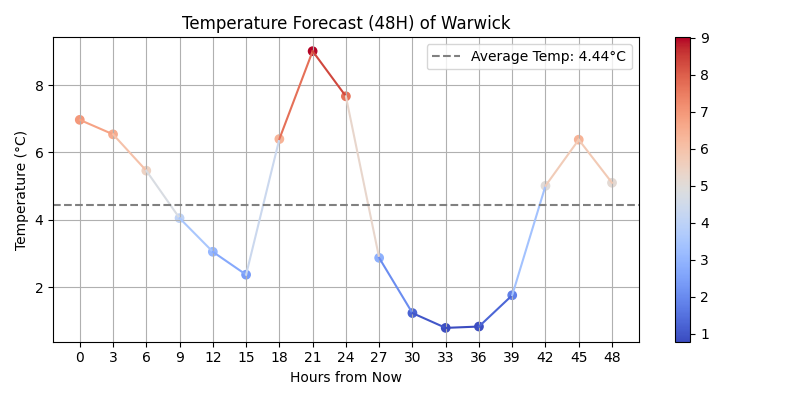 Temperature Forecast (48H) of Warwick
Average Temp: 4.44°C
Temperature (°C)
8
6
4
2
0 3 6 9 12 15 18 21 24 27 30 33 36 39 42 45 48
Hours from Now
9
8
7
6
5
4
3
2
1